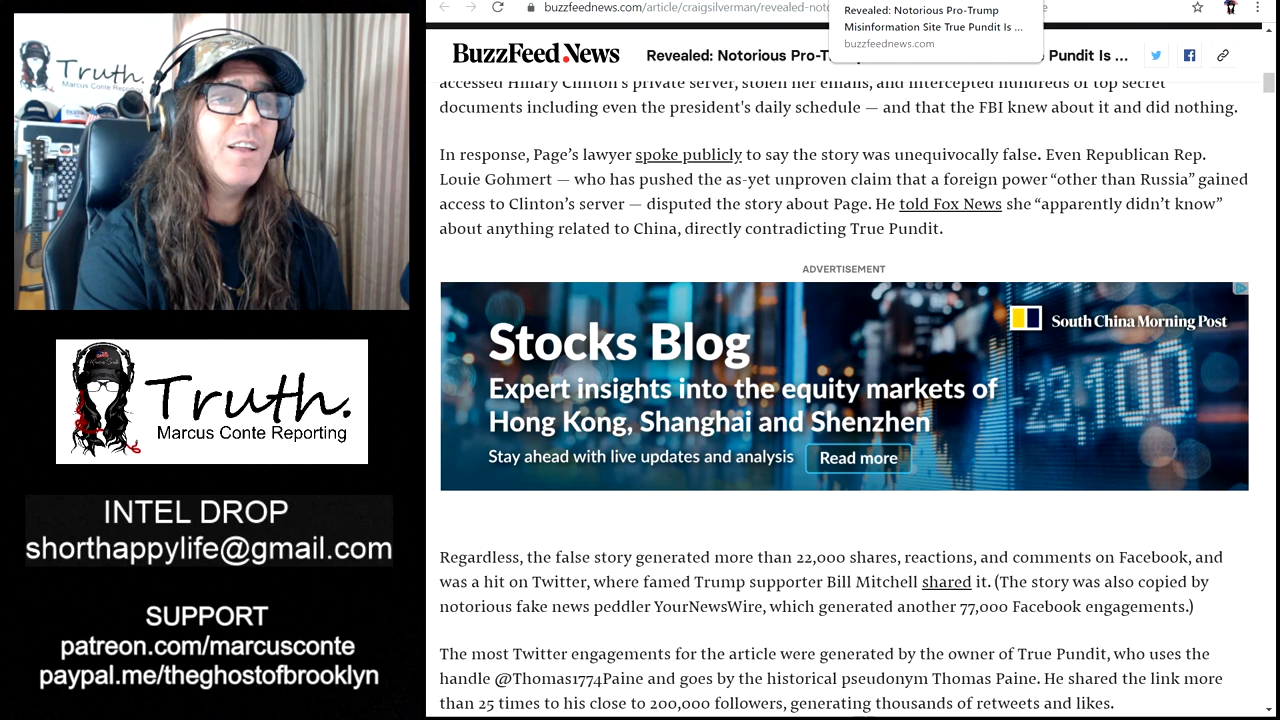 Truth.
Marcus Conte Reporting
Truth.
Marcus Conte Reporting
INTEL DROP
shorthappylife@gmail.com
SUPPORT
patreon.com/marcusconte
paypal.me/theghostofbrooklyn
buzzfeednews.com/article/craigsilverman/revealed-noto
Revealed: Notorious Pro-Trump
Misinformation Site True Pundit Is ...
buzzfeednews.com
BuzzFeed News
Revealed: Notorious Pro-T
e Pundit Is ...
accessed Hillary Clinton's private server, stolen her emails, and intercepted hundreds of top secret
documents including even the president's daily schedule — and that the FBI knew about it and did nothing.
In response, Page's lawyer spoke publicly to say the story was unequivocally false. Even Republican Rep.
Louie Gohmert — who has pushed the as-yet unproven claim that a foreign power “other than Russia” gained
access to Clinton's server — disputed the story about Page. He told Fox News she “apparently didn't know”
about anything related to China, directly contradicting True Pundit.
ADVERTISEMENT
Stocks Blog
South China Morning Post
Expert insights into the equity markets of
Hong Kong, Shanghai and Shenzhen
Stay ahead with live updates and analysis
Read more
23,100
Regardless, the false story generated more than 22,000 shares, reactions, and comments on Facebook, and
was a hit on Twitter, where famed Trump supporter Bill Mitchell shared it. (The story was also copied by
notorious fake news peddler YourNewsWire, which generated another 77,000 Facebook engagements.)
The most Twitter engagements for the article were generated by the owner of True Pundit, who uses the
handle @Thomas1774Paine and goes by the historical pseudonym Thomas Paine. He shared the link more
than 25 times to his close to 200,000 followers, generating thousands of retweets and likes.